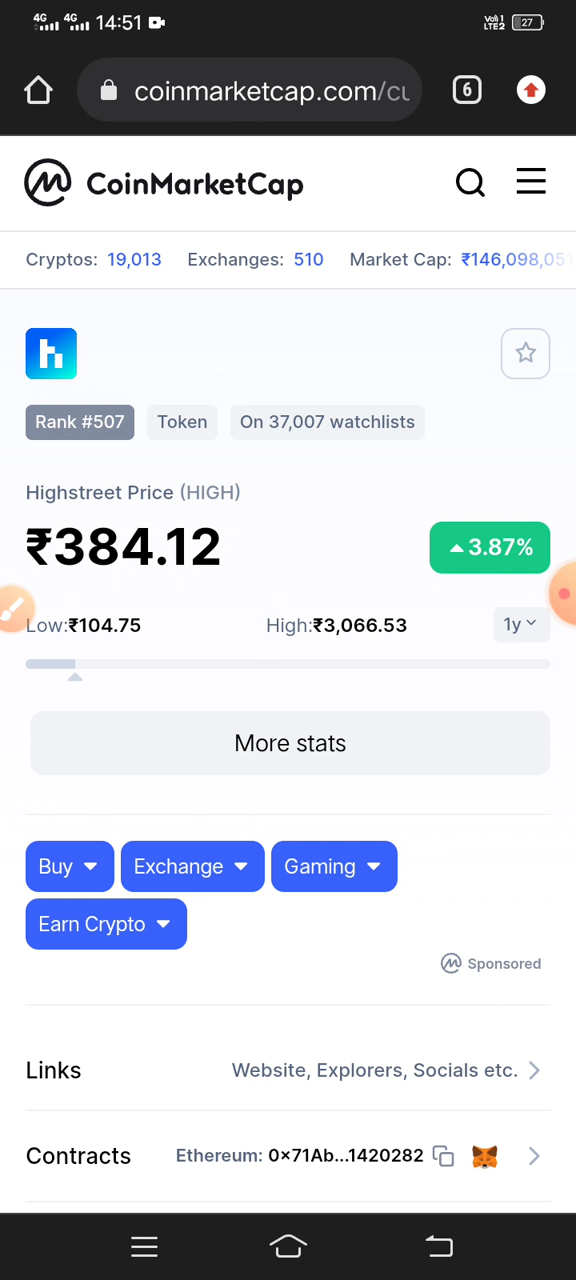 4G 4G 14:51 Vo) 1 LTE2 27
coinmarketcap.com/cu 6
CoinMarketCap
Cryptos: 19,013 Exchanges: 510 Market Cap: ₹146,098,051
Rank #507 Token On 37,007 watchlists
Highstreet Price (HIGH)
₹384.12 3.87%
Low:₹104.75 High:₹3,066.53 1y
More stats
Buy Exchange Gaming
Earn Crypto
Sponsored
Links Website, Explorers, Socials etc.
Contracts Ethereum: 0x71Ab...1420282